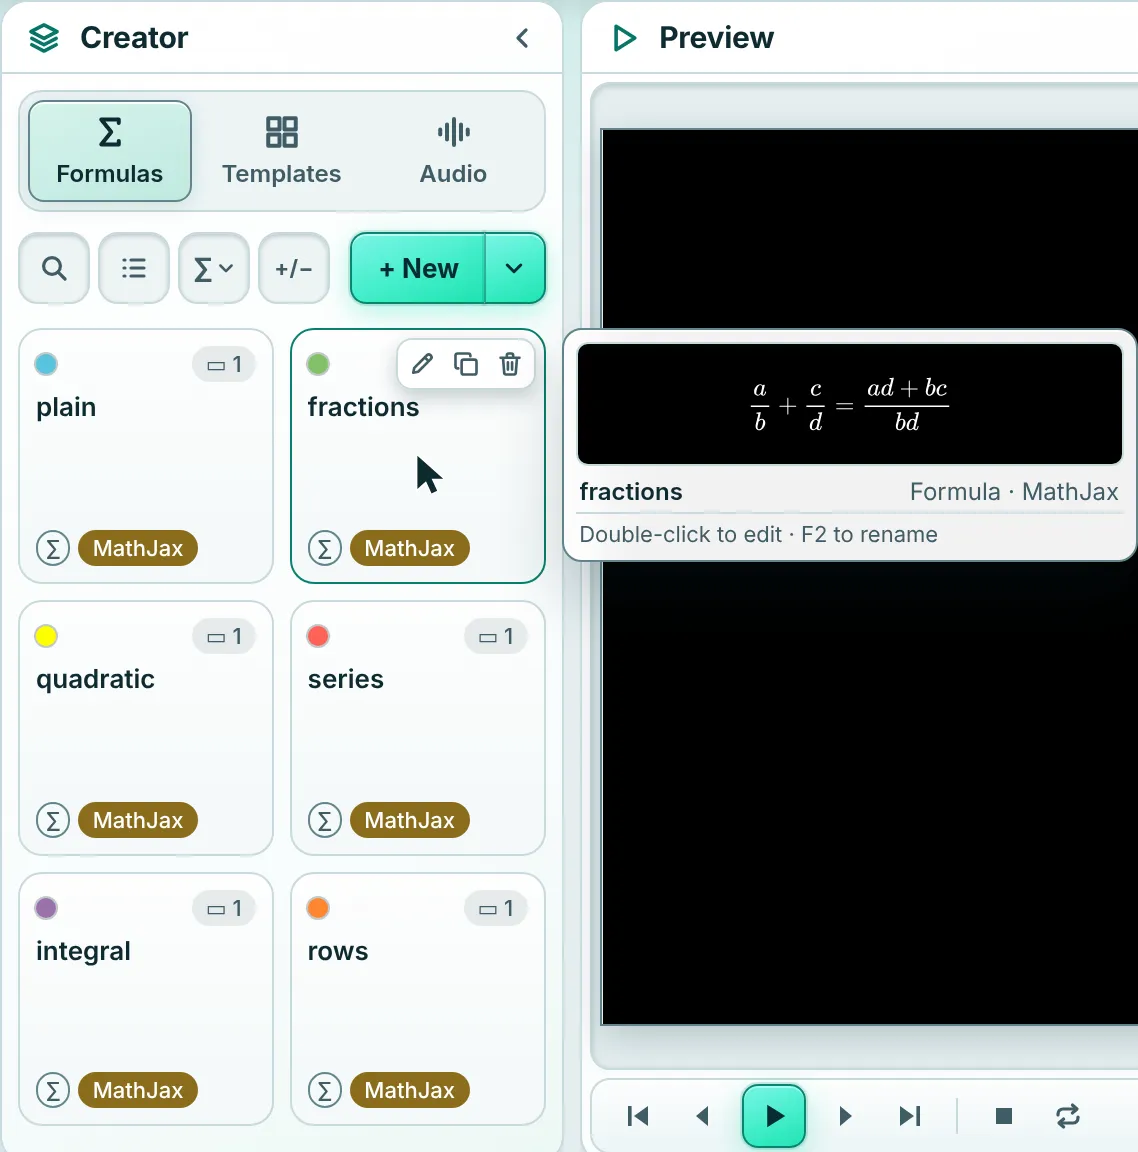 Creator
Preview
Formulas
Templates
Audio
+/−
+ New
1
plain
fractions
MathJax
MathJax
a/b + c/d = (ad + bc)/bd
fractions
Formula · MathJax
Double-click to edit · F2 to rename
1
1
quadratic
series
MathJax
MathJax
1
1
integral
rows
MathJax
MathJax